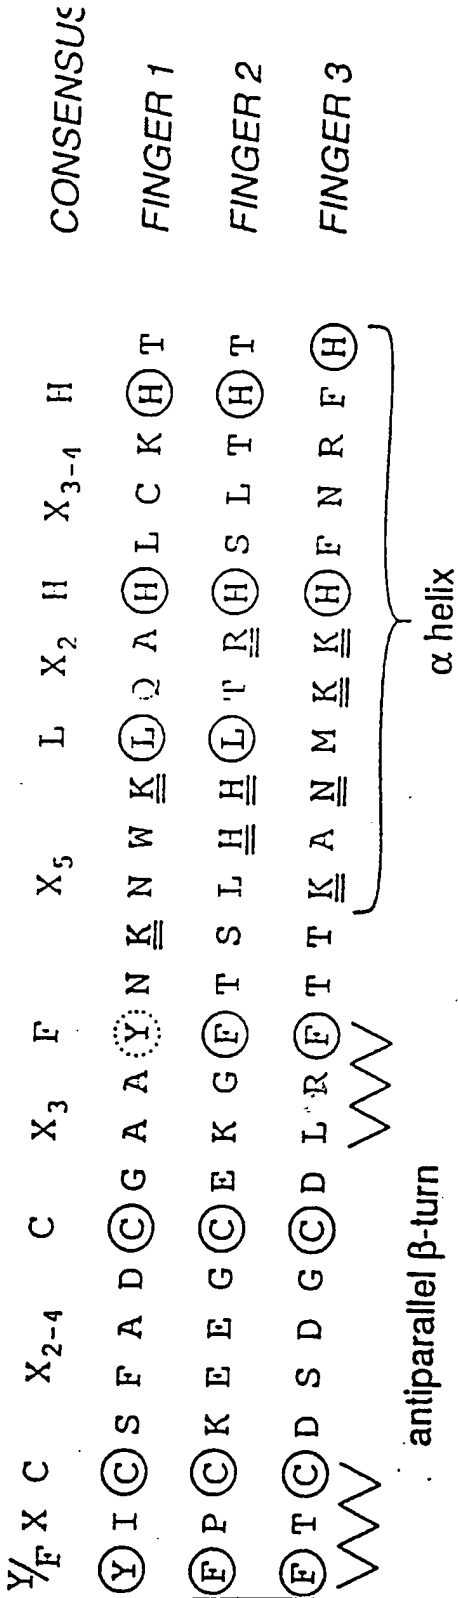 Y/F X C X2-4 C X3 F X5 L X2 H X3-4 H CONSENSUS
Y I C S F A D C G A A Y N K N W K L Q A H L C K H T FINGER 1
F P C K E E G C E K G F T S L H H L T R H S L T H T FINGER 2
F T C D S D G C D L R F T T K A N M K K H F N R F H FINGER 3
antiparallel β-turn α helix